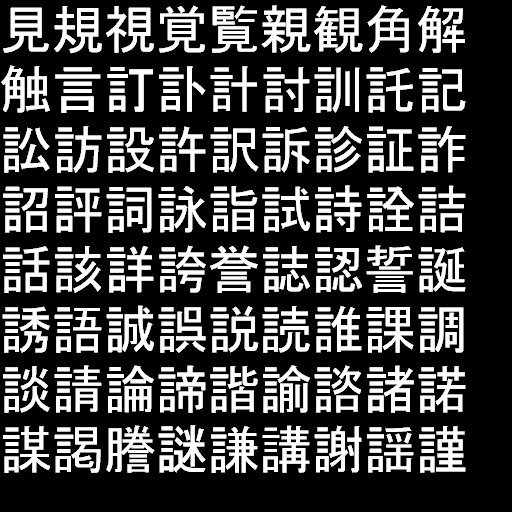 見規視覚覧親観角解
触言訂訃計討訓託記
訟訪設許訳訴診証詐
詔評詞詠詣試詩詮詰
話該詳誇誉誌認誓誕
誘語誠誤説読誰課調
談請論諦諧諭諮諸諾
謀謁謄謎謙講謝謡謹